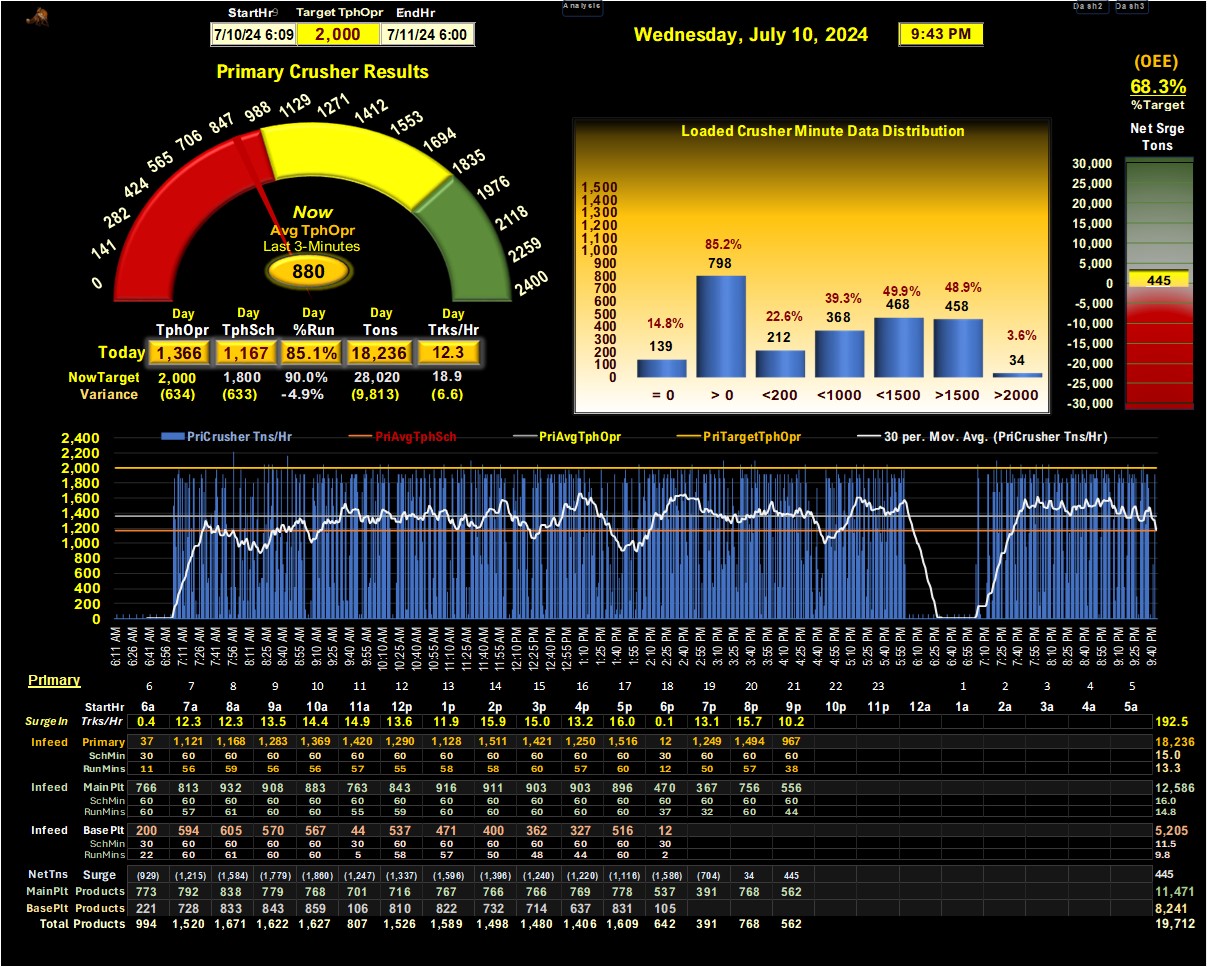 StartHr Target TphOpr EndHr
7/10/24 6:09 2,000 7/11/24 6:00
Analysis
Wednesday, July 10, 2024 9:43 PM
Dash2 Dash3
(OEE)
68.3%
%Target
Net Srge
Tons
30,000
25,000
20,000
15,000
10,000
5,000
0
445
-5,000
-10,000
-15,000
-20,000
-25,000
-30,000
Primary Crusher Results
0 141 282 424 565 706 847 988 1129 1271 1412 1553 1694 1835 1976 2118 2259 2400
Now
Avg TphOpr
Last 3-Minutes
880
Day Day Day Day Day
TphOpr TphSch %Run Tons Trks/Hr
Today 1,366 1,167 85.1% 18,236 12.3
NowTarget 2,000 1,800 90.0% 28,020 18.9
Variance (634) (633) -4.9% (9,813) (6.6)
Loaded Crusher Minute Data Distribution
1,500
1,400
1,300
1,200
1,100
1,000
900
800
700
600
500
400
300
200
100
0
14.8% 85.2% 22.6% 39.3% 49.9% 48.9% 3.6%
139 798 212 368 468 458 34
= 0 > 0 <200 <1000 <1500 >1500 >2000
PriCrusher Tns/Hr PriAvgTphSch PriAvgTphOpr PriTargetTphOpr 30 per. Mov. Avg. (PriCrusher Tns/Hr)
2,400
2,200
2,000
1,800
1,600
1,400
1,200
1,000
800
600
400
200
0
6:11 AM 6:26 AM 6:41 AM 6:56 AM 7:11 AM 7:26 AM 7:41 AM 7:56 AM 8:10 AM 8:25 AM 8:40 AM 8:55 AM 9:10 AM 9:25 AM 9:40 AM 9:55 AM 10:10 AM 10:25 AM 10:40 AM 10:55 AM 11:10 AM 11:25 AM 11:40 AM 11:55 AM 12:10 PM 12:25 PM 12:40 PM 12:55 PM 1:10 PM 1:25 PM 1:40 PM 1:55 PM 2:10 PM 2:25 PM 2:40 PM 2:55 PM 3:10 PM 3:25 PM 3:40 PM 3:55 PM 4:10 PM 4:25 PM 4:40 PM 4:55 PM 5:10 PM 5:25 PM 5:40 PM 5:55 PM 6:10 PM 6:25 PM 6:40 PM 6:55 PM 7:10 PM 7:25 PM 7:40 PM 7:55 PM 8:10 PM 8:25 PM 8:40 PM 8:55 PM 9:10 PM 9:25 PM 9:40 PM
Primary
6 7 8 9 10 11 12 13 14 15 16 17 18 19 20 21 22 23 1 2 3 4 5
StartHr 6a 7a 8a 9a 10a 11a 12p 1p 2p 3p 4p 5p 6p 7p 8p 9p 10p 11p 12a 1a 2a 3a 4a 5a
SurgeIn Trks/Hr 0.4 12.3 12.3 13.5 14.4 14.9 13.6 11.9 15.9 15.0 13.2 16.0 0.1 13.1 15.7 10.2 192.5
Infeed Primary 37 1,121 1,168 1,283 1,369 1,420 1,290 1,128 1,511 1,421 1,250 1,516 12 1,249 1,494 967 18,236
SchMin 30 60 60 60 60 60 60 60 60 60 60 60 30 60 60 60 15.0
RunMins 11 56 59 56 56 57 55 58 58 60 57 60 12 50 57 38 13.3
Infeed MainPlt 766 813 932 908 883 763 843 916 911 903 903 896 470 367 756 556 12,586
SchMin 60 60 60 60 60 60 60 60 60 60 60 60 60 60 60 60 16.0
RunMins 60 57 61 60 60 55 59 60 60 60 60 60 37 32 60 44 14.8
Infeed Base Plt 200 594 605 570 567 44 537 471 400 362 327 516 12 5,205
SchMin 30 60 60 60 60 30 60 60 60 60 60 60 30 11.5
RunMins 22 60 61 60 60 5 58 57 50 48 44 60 2 9.8
NetTns Surge (929) (1,215) (1,584) (1,779) (1,860) (1,247) (1,337) (1,596) (1,396) (1,240) (1,220) (1,116) (1,586) (704) 34 445 445
MainPlt Products 773 792 838 779 768 701 716 767 766 766 769 778 537 391 768 562 11,471
BasePlt Products 221 728 833 843 859 106 810 822 732 714 637 831 105 8,241
Total Products 994 1,520 1,671 1,622 1,627 807 1,526 1,589 1,498 1,480 1,406 1,609 642 391 768 562 19,712